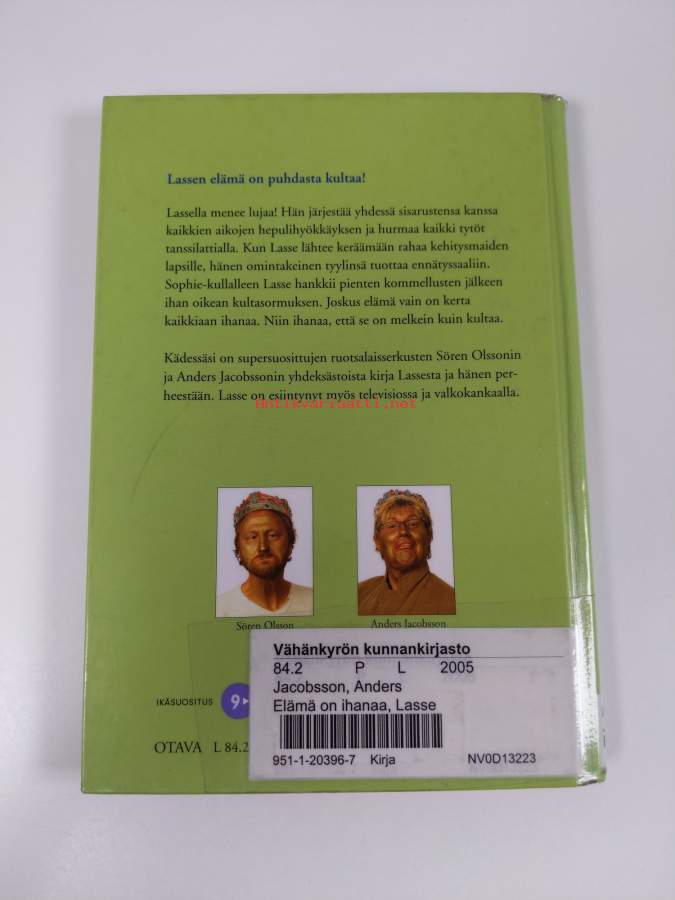 Lassen elämä on puhdasta kultaa!
Lassella menee lujaa! Hän järjestää yhdessä sisarustensa kanssa
kaikkien aikojen hepulihyökkäyksen ja hurmaa kaikki tytöt
tanssilattialla. Kun Lasse lähtee keräämään rahaa kehitysmaiden
lapsille, hänen omintakeinen tyylinsä tuottaa ennätyssaaliin.
Sophie-kullalleen Lasse hankkii pienten kommellusten jälkeen
ihan oikean kultasormuksen. Joskus elämä vain on kerta
kaikkiaan ihanaa. Niin ihanaa, että se on melkein kuin kultaa.
Kädessäsi on supersuosittujen ruotsalaisserkusten Sören Olssonin
ja Anders Jacobssonin yhdeksästoista kirja Lassesta ja hänen per-
heestään. Lasse on esiintynyt myös televisiossa ja valkokankaalla.
Antikvariaatti.net
Sören Olsson
Anders Jacobsson
Vähänkyrön kunnankirjasto
84.2 P L 2005
Jacobsson, Anders
Elämä on ihanaa, Lasse
951-1-20396-7 Kirja NV0D13223
IKÄSUOSITUS 9
OTAVA L 84.2